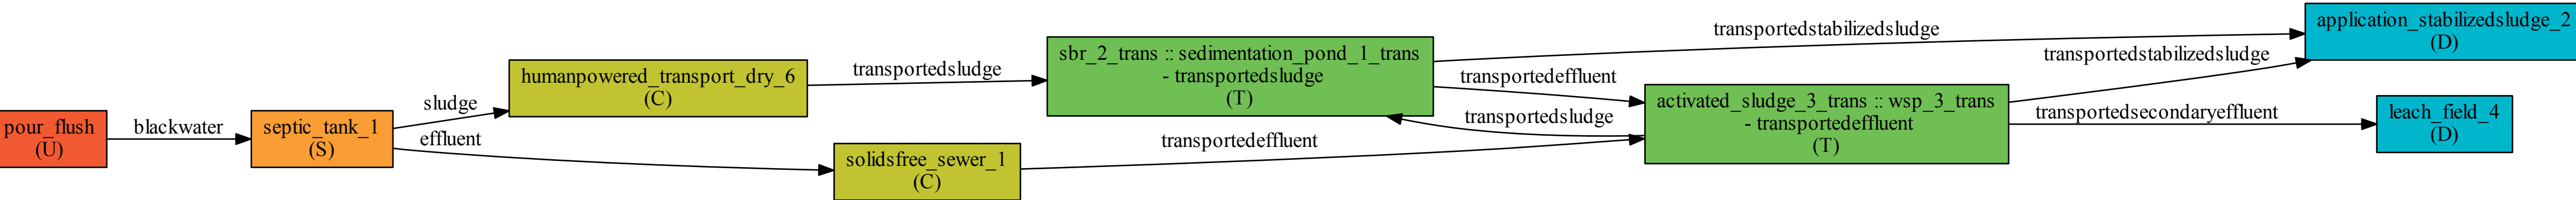 pour_flush
(U)
blackwater
septic_tank_1
(S)
sludge
effluent
humanpowered_transport_dry_6
(C)
solidsfree_sewer_1
(C)
transportedsludge
transportedeffluent
sbr_2_trans :: sedimentation_pond_1_trans
- transportedsludge
(T)
transportedstabilizedsludge
transportedeffluent
transportedsludge
activated_sludge_3_trans :: wsp_3_trans
- transportedeffluent
(T)
transportedstabilizedsludge
transportedsecondaryeffluent
application_stabilizedsludge_2
(D)
leach_field_4
(D)